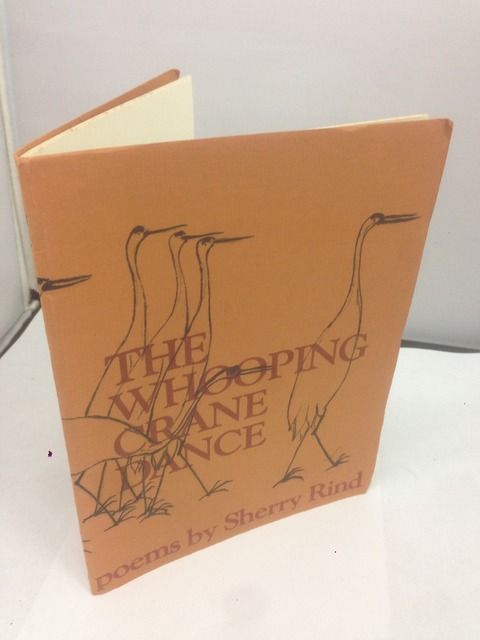 THE
WHOOPING
CRANE
DANCE
poems by Sherry Rind